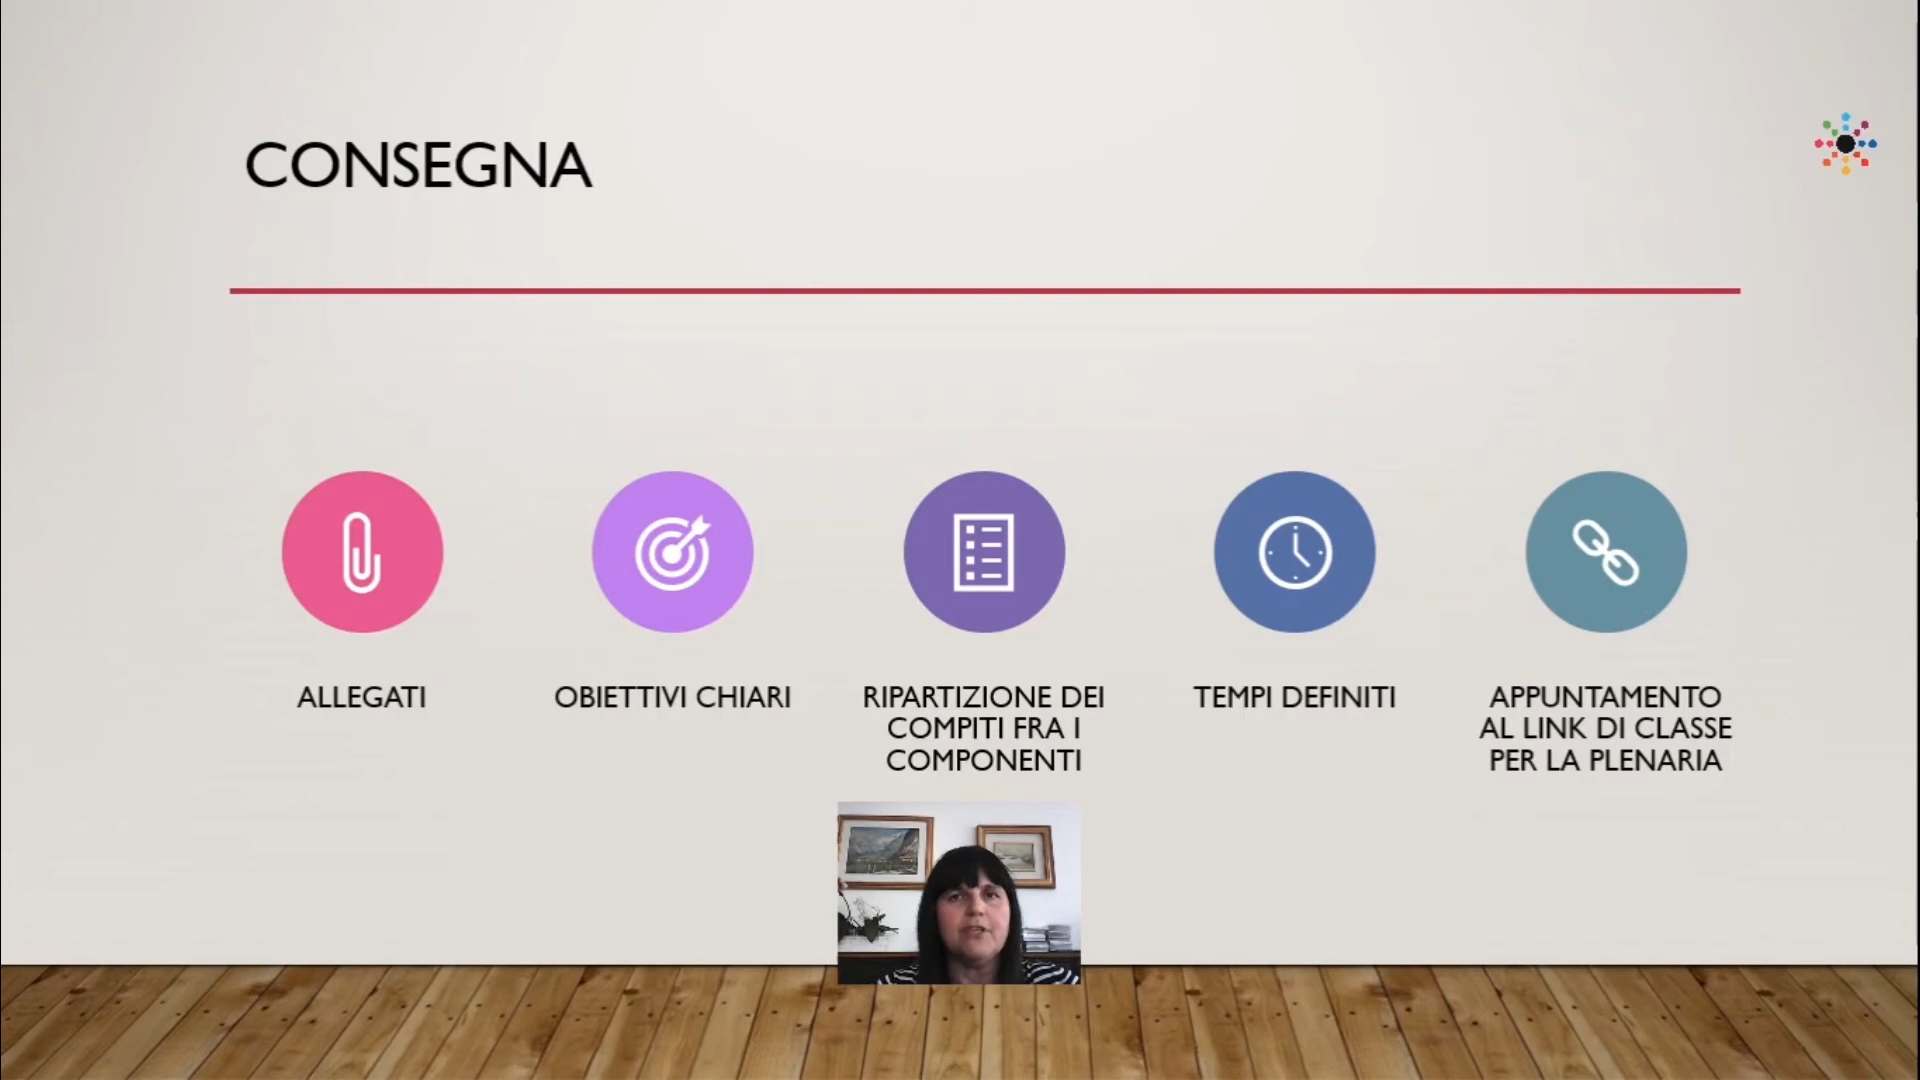 CONSEGNA
ALLEGATI
OBIETTIVI CHIARI
RIPARTIZIONE DEI
COMPITI FRA I
COMPONENTI
TEMPI DEFINITI
APPUNTAMENTO
AL LINK DI CLASSE
PER LA PLENARIA